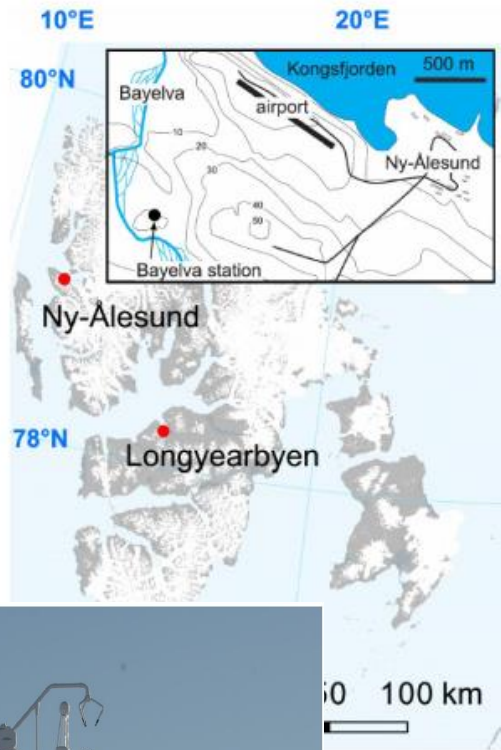 10°E
20°E
80°N
Kongsfjorden
500 m
Bayelva
airport
Ny-Ålesund
10
20
30
40
50
Bayelva station
Ny-Ålesund
78°N
Longyearbyen
100 km